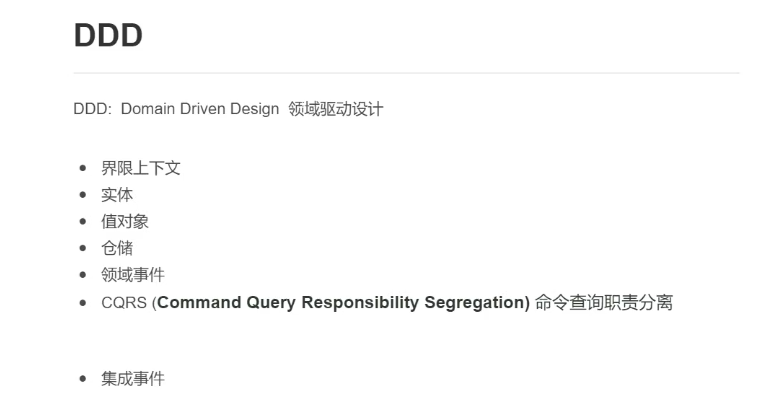 DDD
DDD: Domain Driven Design 领域驱动设计
界限上下文
实体
值对象
仓储
领域事件
CQRS (Command Query Responsibility Segregation) 命令查询职责分离
集成事件